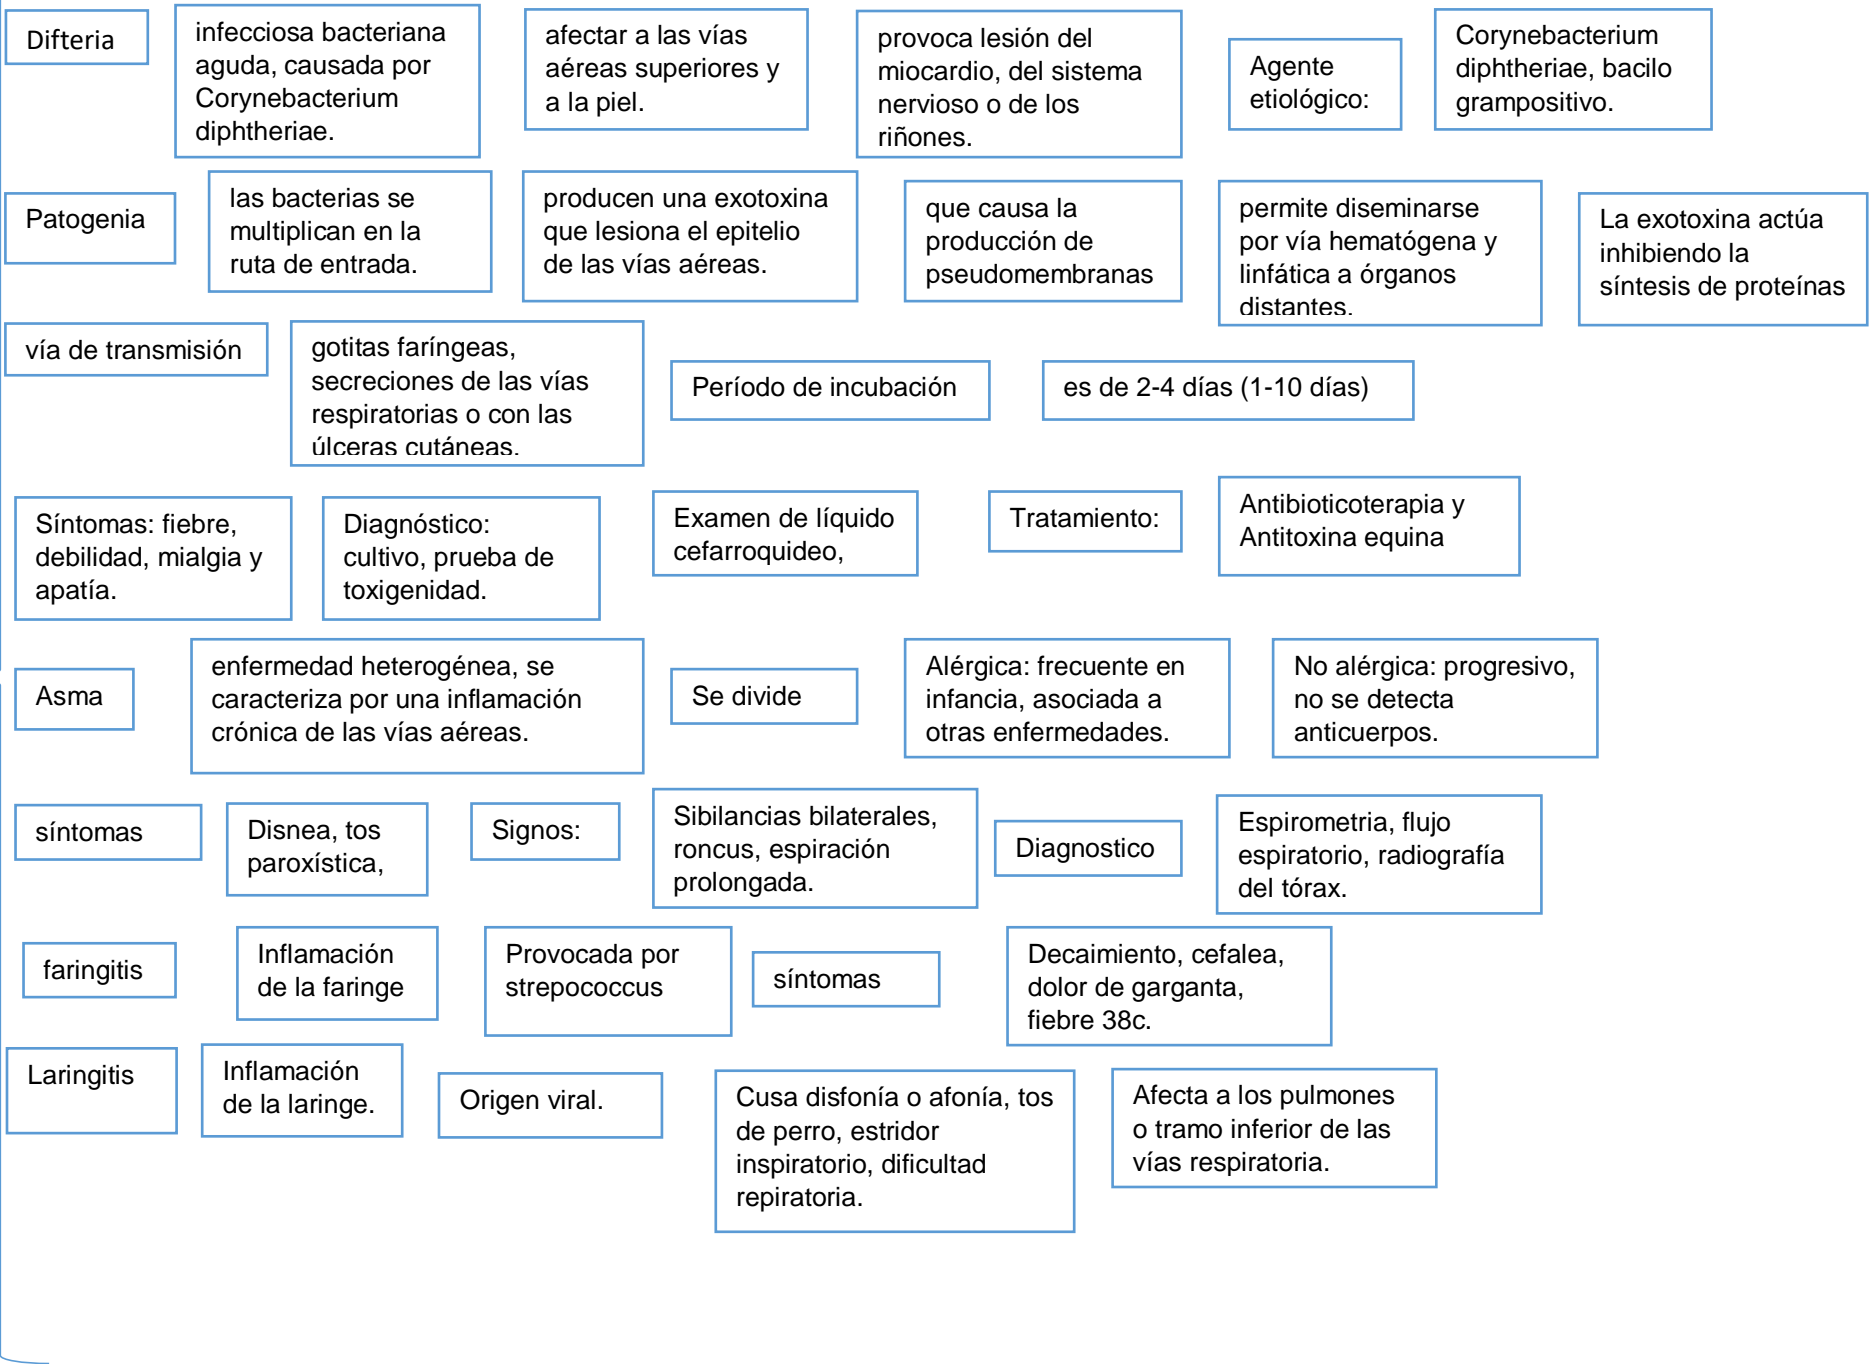 Difteria
infecciosa bacteriana
aguda, causada por
Corynebacterium
diphtheriae.
afectar a las vías
aéreas superiores y
a la piel.
provoca lesión del
miocardio, del sistema
nervioso o de los
riñones.
Agente
etiológico:
Corynebacterium
diphtheriae, bacilo
grampositivo.
Patogenia
las bacterias se
multiplican en la
ruta de entrada.
producen una exotoxina
que lesiona el epitelio
de las vías aéreas.
que causa la
producción de
pseudomembranas
permite diseminarse
por vía hematógena y
linfática a órganos
distantes.
La exotoxina actúa
inhibiendo la
síntesis de proteínas
vía de transmisión
gotitas faríngeas,
secreciones de las vías
respiratorias o con las
úlceras cutáneas.
Período de incubación
es de 2-4 días (1-10 días)
Síntomas: fiebre,
debilidad, mialgia y
apatía.
Diagnóstico:
cultivo, prueba de
toxigenidad.
Examen de líquido
cefarroquideo,
Tratamiento:
Antibioticoterapia y
Antitoxina equina
Asma
enfermedad heterogénea, se
caracteriza por una inflamación
crónica de las vías aéreas.
Se divide
Alérgica: frecuente en
infancia, asociada a
otras enfermedades.
No alérgica: progresivo,
no se detecta
anticuerpos.
síntomas
Disnea, tos
paroxística,
Signos:
Sibilancias bilaterales,
roncus, espiración
prolongada.
Diagnostico
Espirometria, flujo
espiratorio, radiografía
del tórax.
faringitis
Inflamación
de la faringe
Provocada por
strepococcus
síntomas
Decaimiento, cefalea,
dolor de garganta,
fiebre 38c.
Laringitis
Inflamación
de la laringe.
Origen viral.
Cusa disfonía o afonía, tos
de perro, estridor
inspiratorio, dificultad
repiratoria.
Afecta a los pulmones
o tramo inferior de las
vías respiratoria.